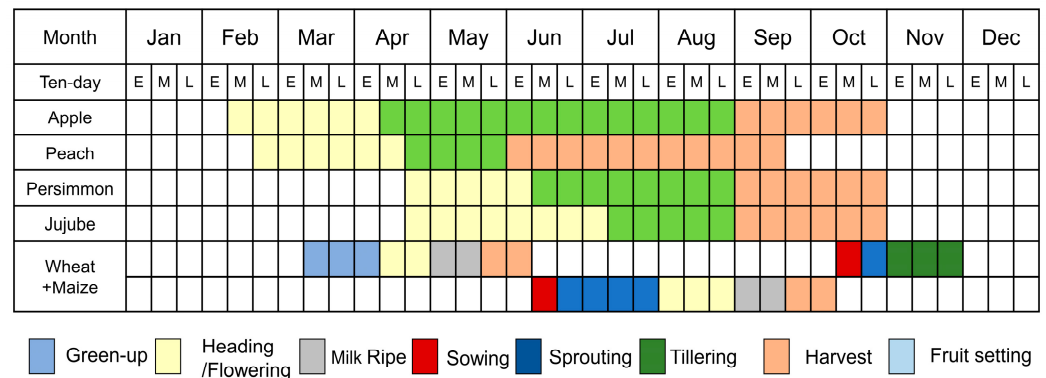 Month Jan Feb Mar Apr May Jun Jul Aug Sep Oct Nov Dec
Ten-day E M L E M L E M L E M L E M L E M L E M L E M L E M L E M L E M L E M L
Apple
Peach
Persimmon
Jujube
Wheat
+Maize
Green-up Heading /Flowering Milk Ripe Sowing Sprouting Tillering Harvest Fruit setting